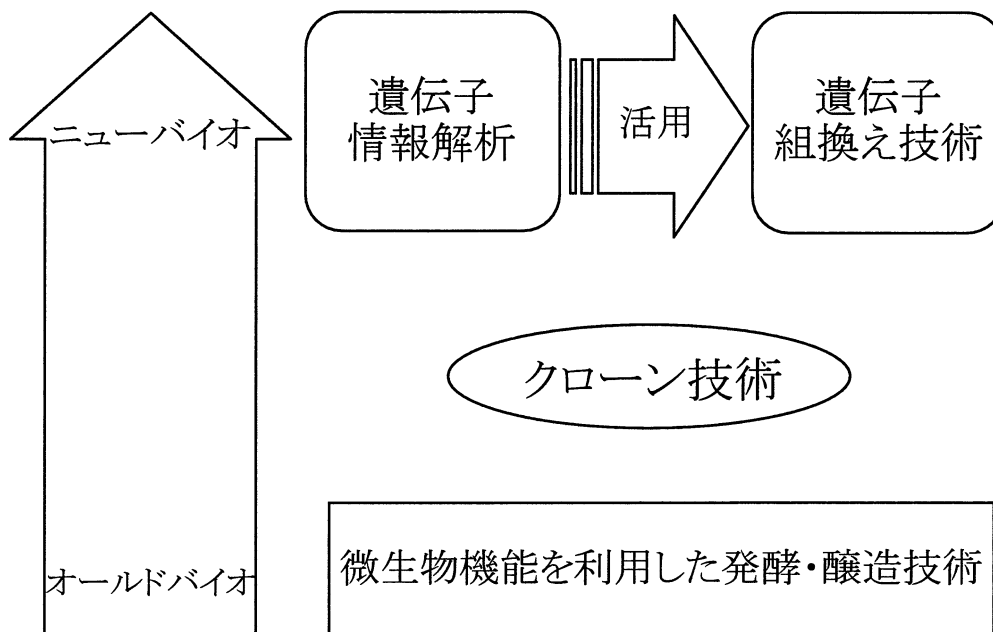 遺伝子
情報解析
活用
遺伝子
組換え技術
ニューバイオ
クローン技術
微生物機能を利用した発酵・醸造技術
オールドバイオ